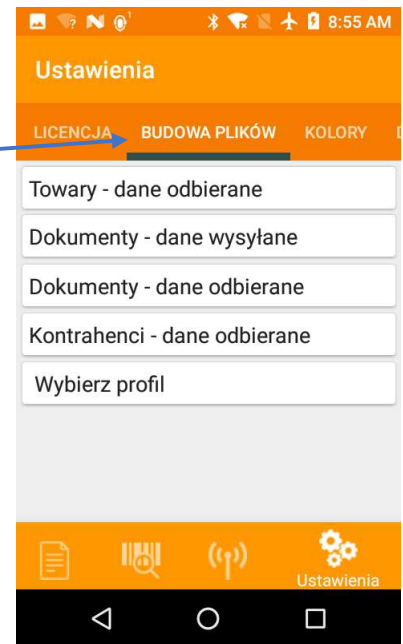 8:55 AM
Ustawienia
LICENCJA BUDOWA PLIKÓW KOLORY
Towary - dane odbierane
Dokumenty - dane wysyłane
Dokumenty - dane odbierane
Kontrahenci - dane odbierane
Wybierz profil
Ustawienia